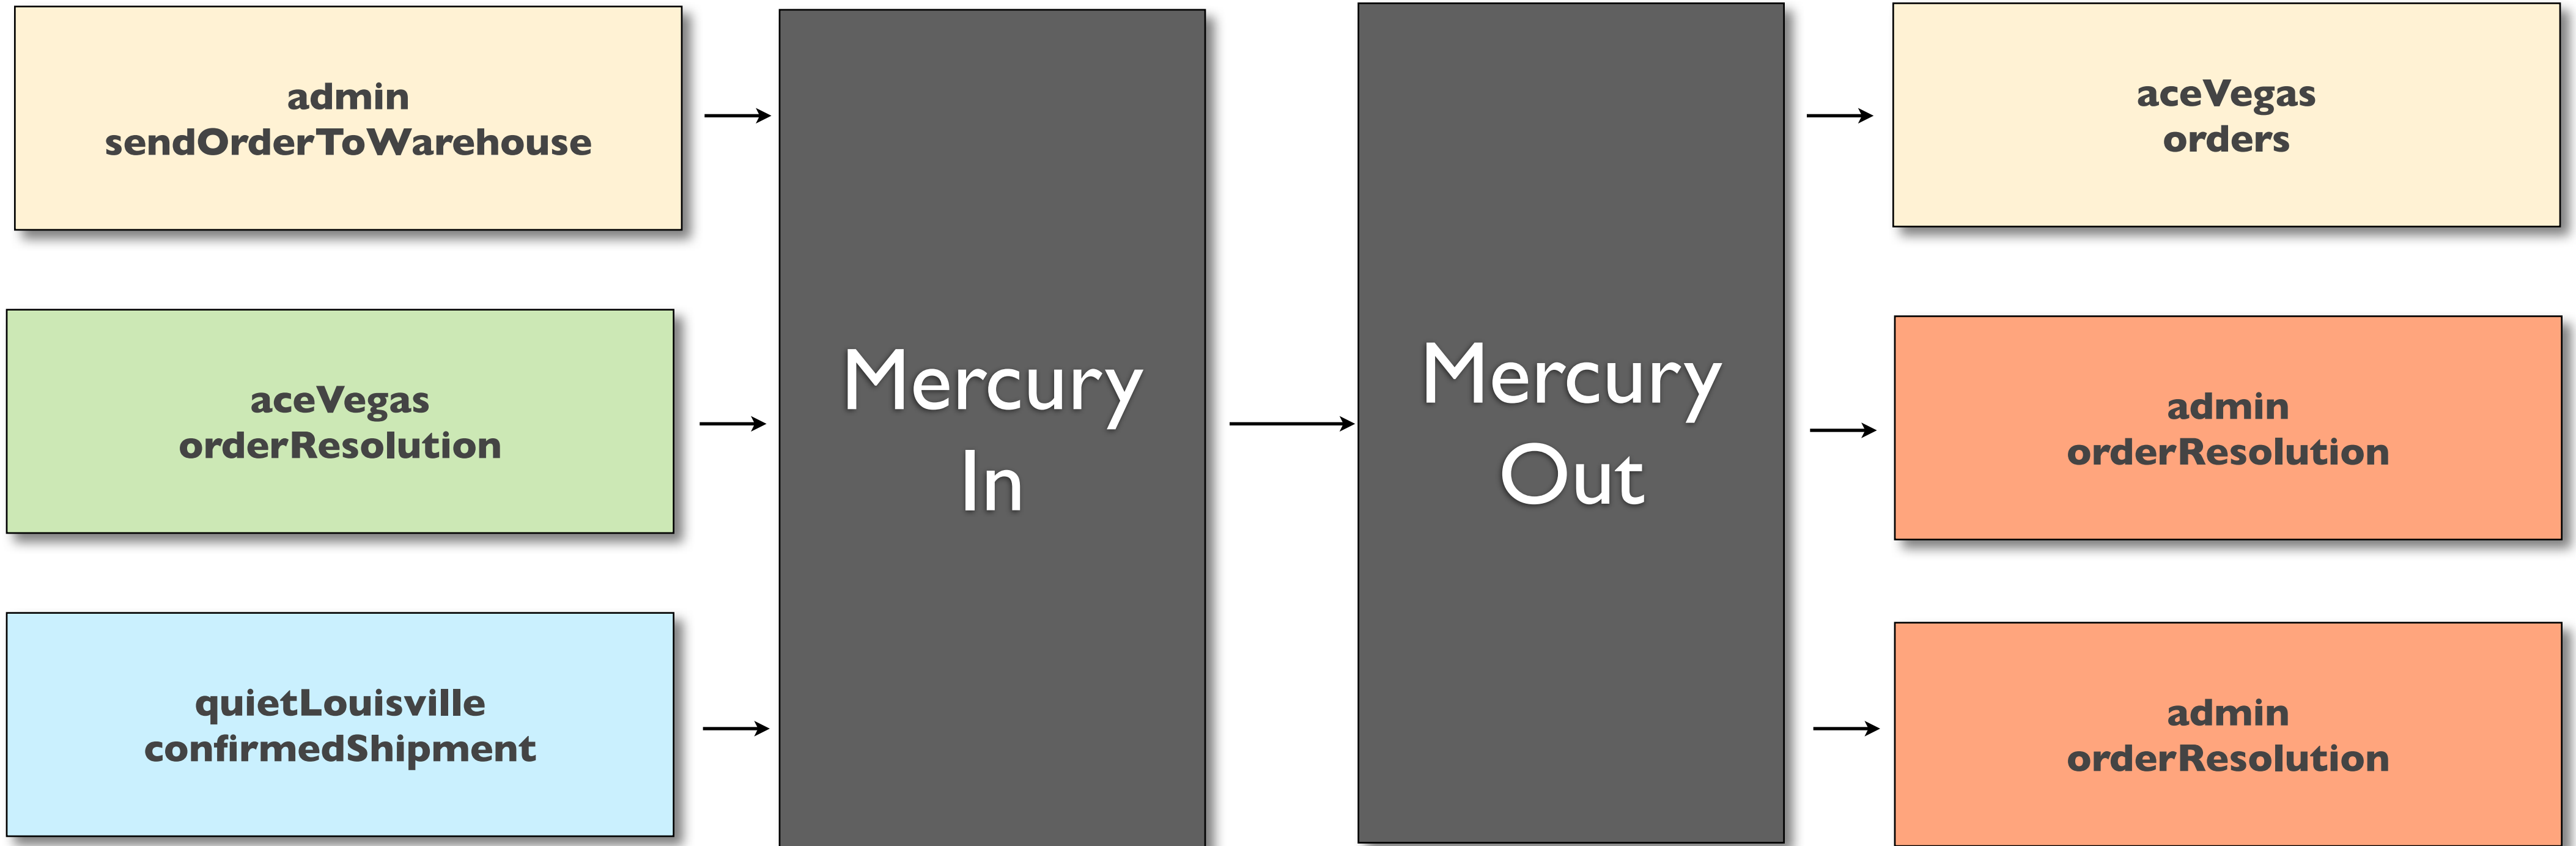 admin
sendOrderToWarehouse
aceVegas
orderResolution
quietLouisville
confirmedShipment
Mercury
In
Mercury
Out
aceVegas
orders
admin
orderResolution
admin
orderResolution